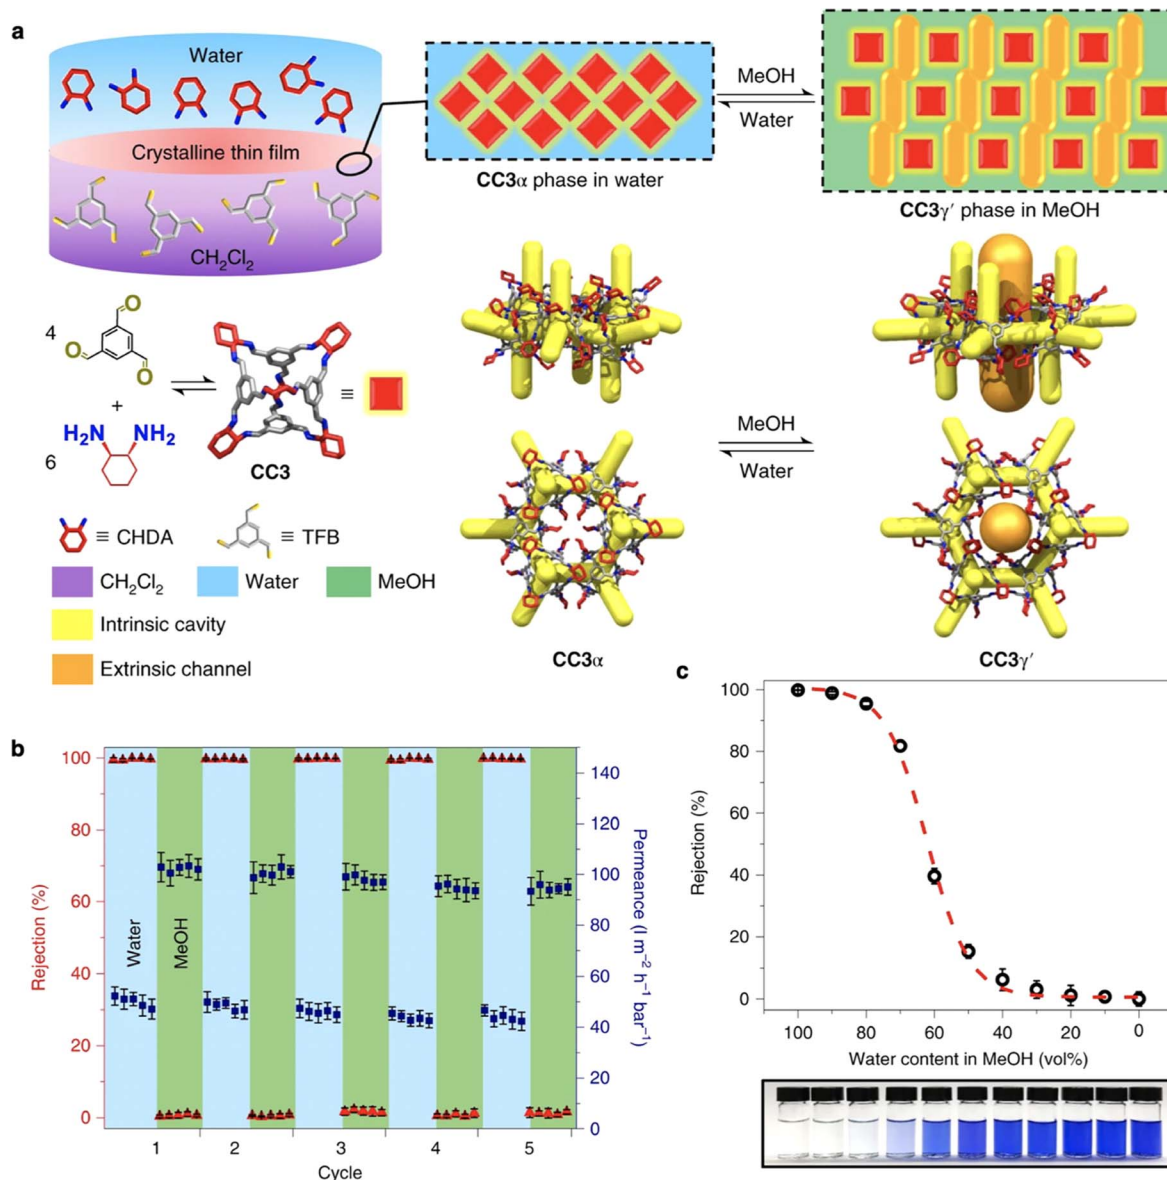 a
Water
Crystalline thin film
CH₂Cl₂
CC3α phase in water
MeOH
Water
CC3γ′ phase in MeOH
4
O
O
O
+
H₂N
NH₂
6
CC3
≡
≡ CHDA
≡ TFB
CH₂Cl₂
Water
MeOH
Intrinsic cavity
Extrinsic channel
MeOH
Water
CC3α
CC3γ′
b
Rejection (%)
100
80
60
40
20
0
Water
MeOH
140
120
100
80
60
40
20
0
Permeance (l m⁻² h⁻¹ bar⁻¹)
1 2 3 4 5
Cycle
c
Rejection (%)
100
80
60
40
20
0
100 80 60 40 20 0
Water content in MeOH (vol%)